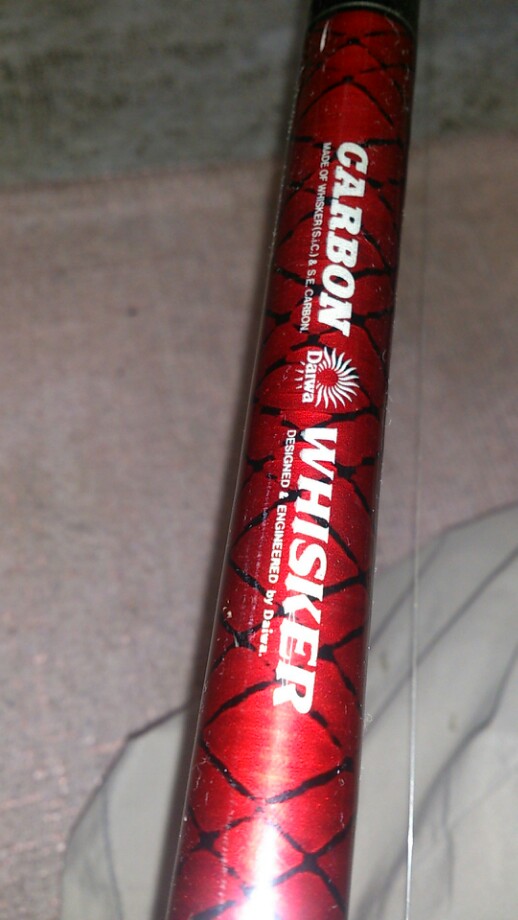 CARBON
MADE OF WHISKER (S.i.C.) & S.E. CARBON.
Daiwa
WHISKER
DESIGNED & ENGINEERED by Daiwa.